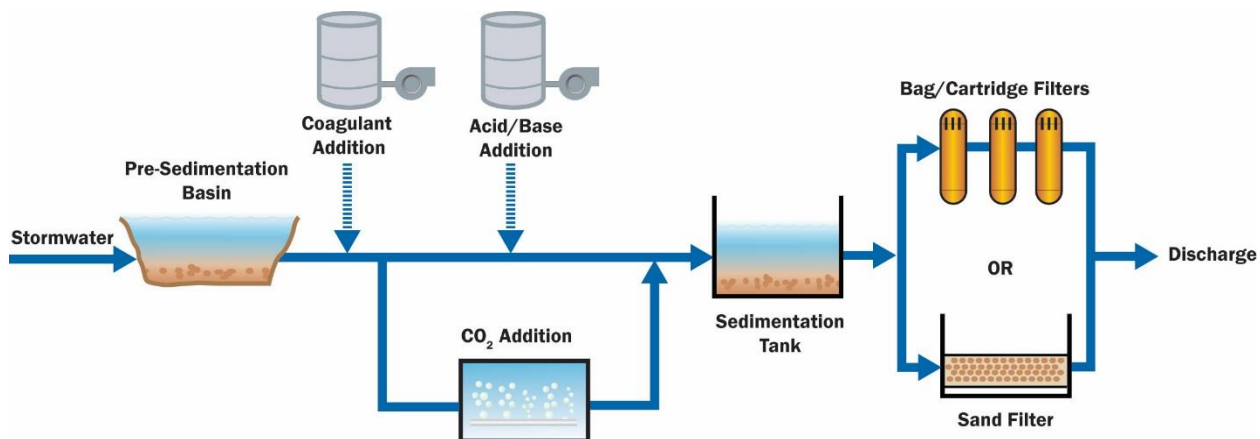 Stormwater
Pre-Sedimentation
Basin
Coagulant
Addition
Acid/Base
Addition
CO₂ Addition
Sedimentation
Tank
Bag/Cartridge Filters
OR
Sand Filter
Discharge